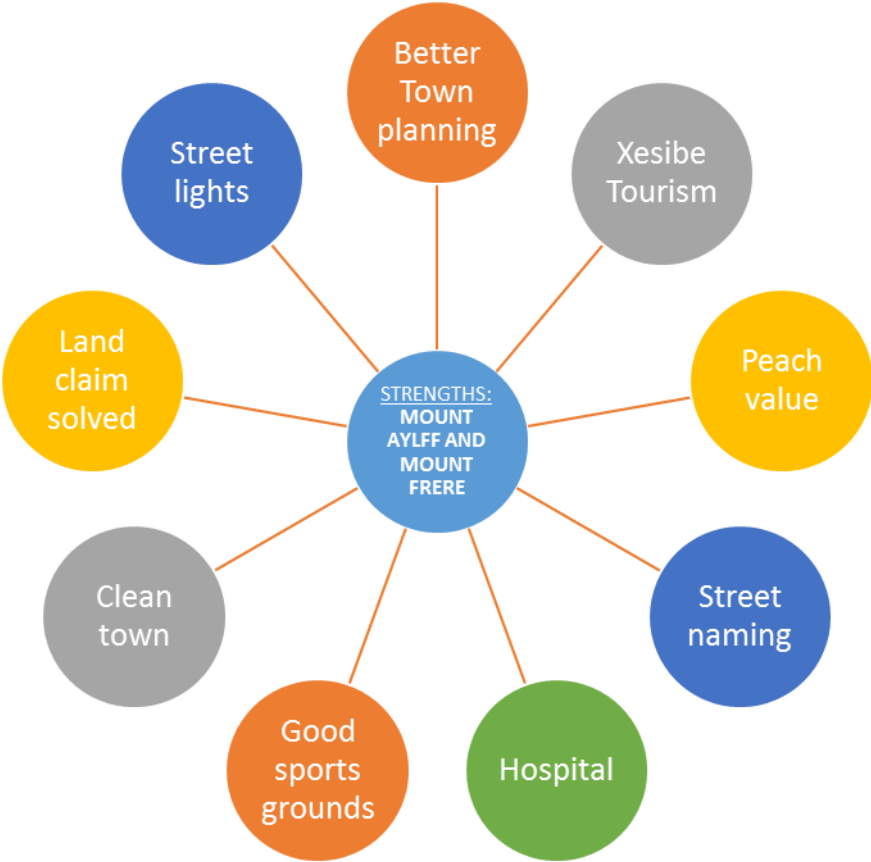 Better
Town
planning
Xesibe
Tourism
Peach
value
Street
naming
Hospital
Good
sports
grounds
Clean
town
Land
claim
solved
Street
lights
STRENGTHS:
MOUNT
AYLFF AND
MOUNT
FRERE